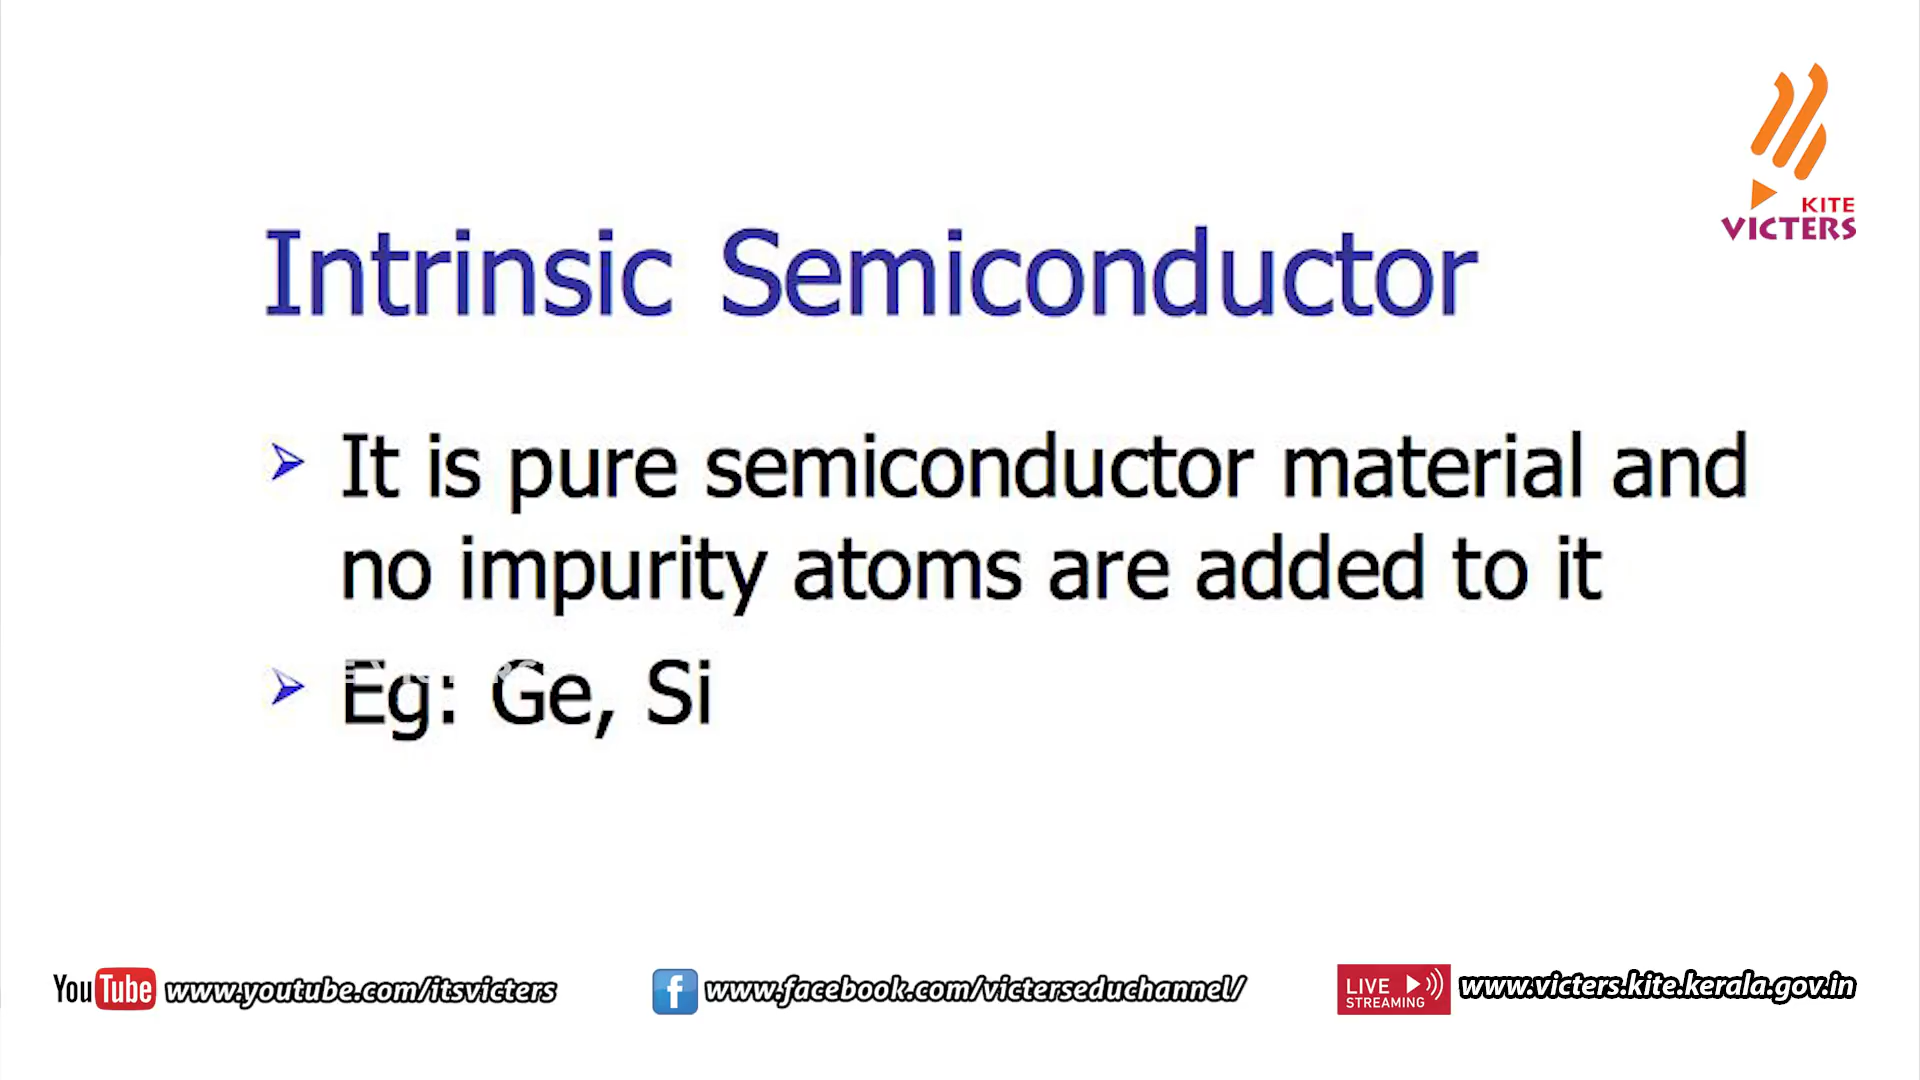 KITE
VICTERS
Intrinsic Semiconductor
It is pure semiconductor material and
no impurity atoms are added to it
Eg: Ge, Si
YouTube www.youtube.com/itsvicters
f www.facebook.com/victerseduchannel/
LIVE STREAMING www.victers.kite.kerala.gov.in